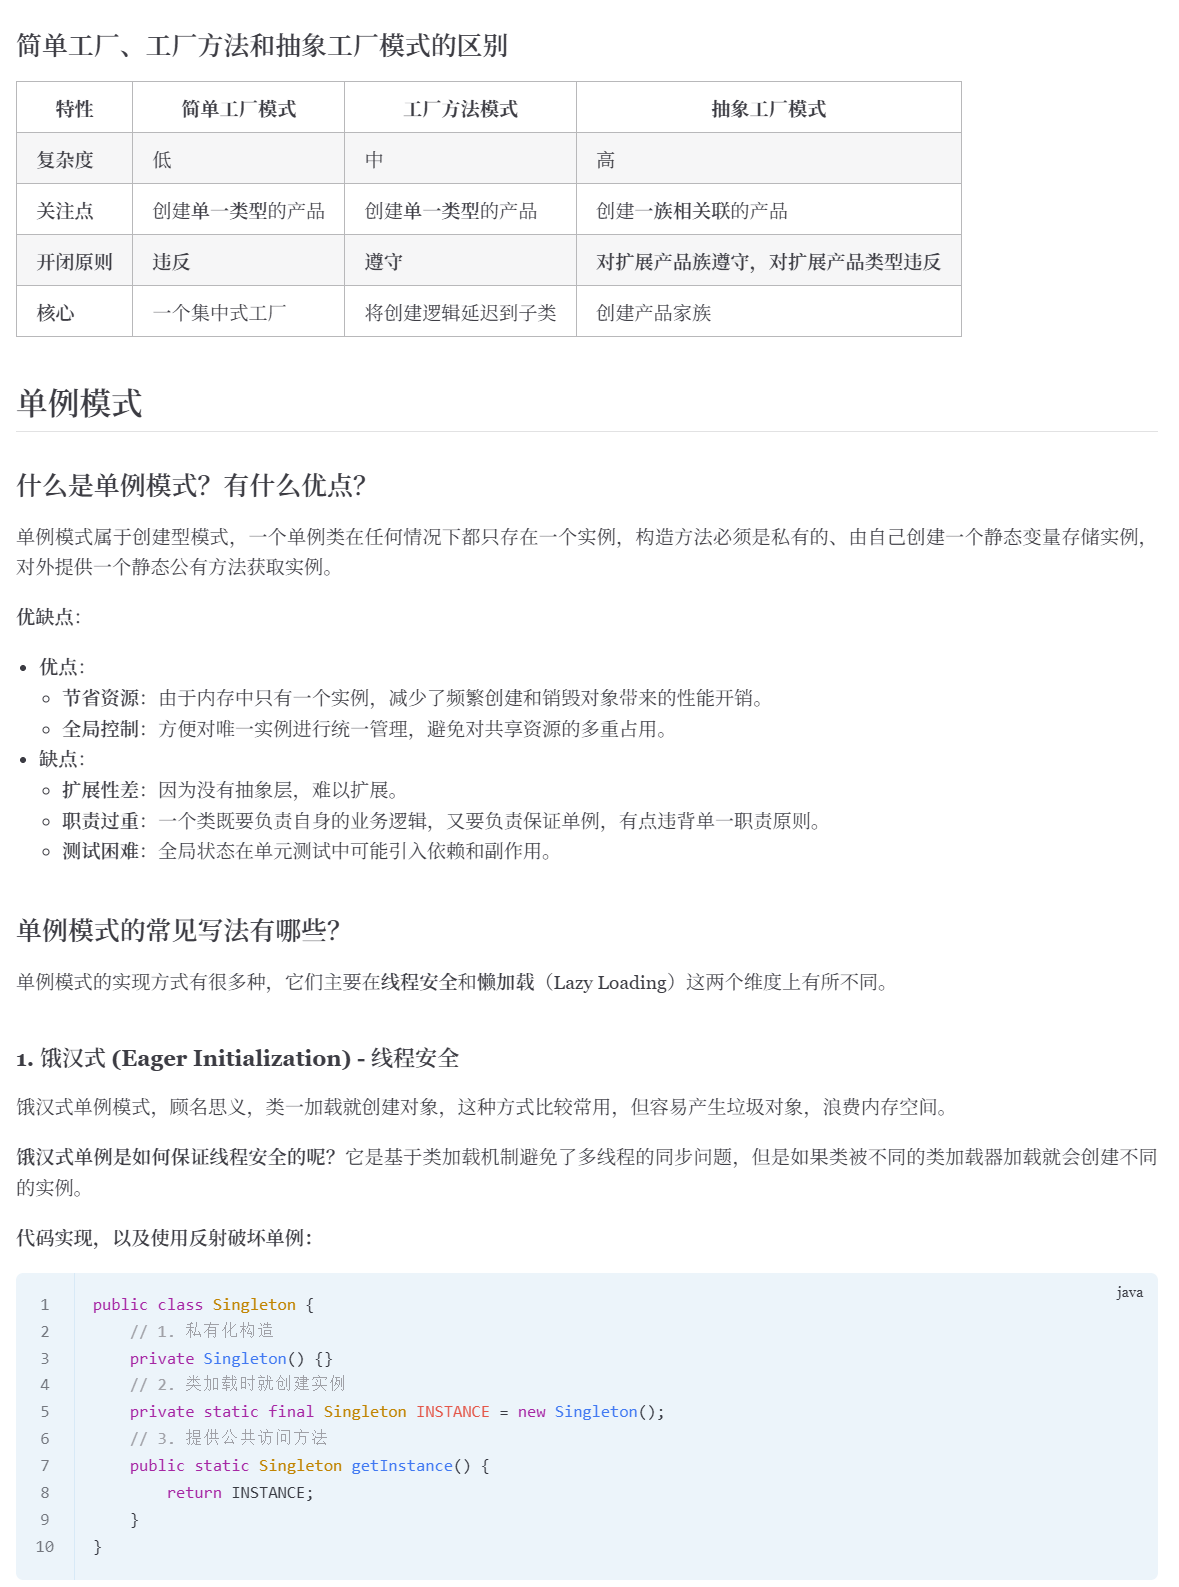 简单工厂、工厂方法和抽象工厂模式的区别
特性 简单工厂模式 工厂方法模式 抽象工厂模式
复杂度 低 中 高
关注点 创建单一类型的产品 创建单一类型的产品 创建一族相关联的产品
开闭原则 违反 遵守 对扩展产品族遵守，对扩展产品类型违反
核心 一个集中式工厂 将创建逻辑延迟到子类 创建产品家族
单例模式
什么是单例模式？有什么优点？
单例模式属于创建型模式，一个单例类在任何情况下都只存在一个实例，构造方法必须是私有的、由自己创建一个静态变量存储实例，
对外提供一个静态公有方法获取实例。
优缺点：
• 优点：
◦ 节省资源：由于内存中只有一个实例，减少了频繁创建和销毁对象带来的性能开销。
◦ 全局控制：方便对唯一实例进行统一管理，避免对共享资源的多重占用。
• 缺点：
◦ 扩展性差：因为没有抽象层，难以扩展。
◦ 职责过重：一个类既要负责自身的业务逻辑，又要负责保证单例，有点违背单一职责原则。
◦ 测试困难：全局状态在单元测试中可能引入依赖和副作用。
单例模式的常见写法有哪些？
单例模式的实现方式有很多种，它们主要在线程安全和懒加载（Lazy Loading）这两个维度上有所不同。
1. 饿汉式 (Eager Initialization) - 线程安全
饿汉式单例模式，顾名思义，类一加载就创建对象，这种方式比较常用，但容易产生垃圾对象，浪费内存空间。
饿汉式单例是如何保证线程安全的呢？它是基于类加载机制避免了多线程的同步问题，但是如果类被不同的类加载器加载就会创建不同
的实例。
代码实现，以及使用反射破坏单例：
java
1 public class Singleton {
2 // 1. 私有化构造
3 private Singleton() {}
4 // 2. 类加载时就创建实例
5 private static final Singleton INSTANCE = new Singleton();
6 // 3. 提供公共访问方法
7 public static Singleton getInstance() {
8 return INSTANCE;
9 }
10 }